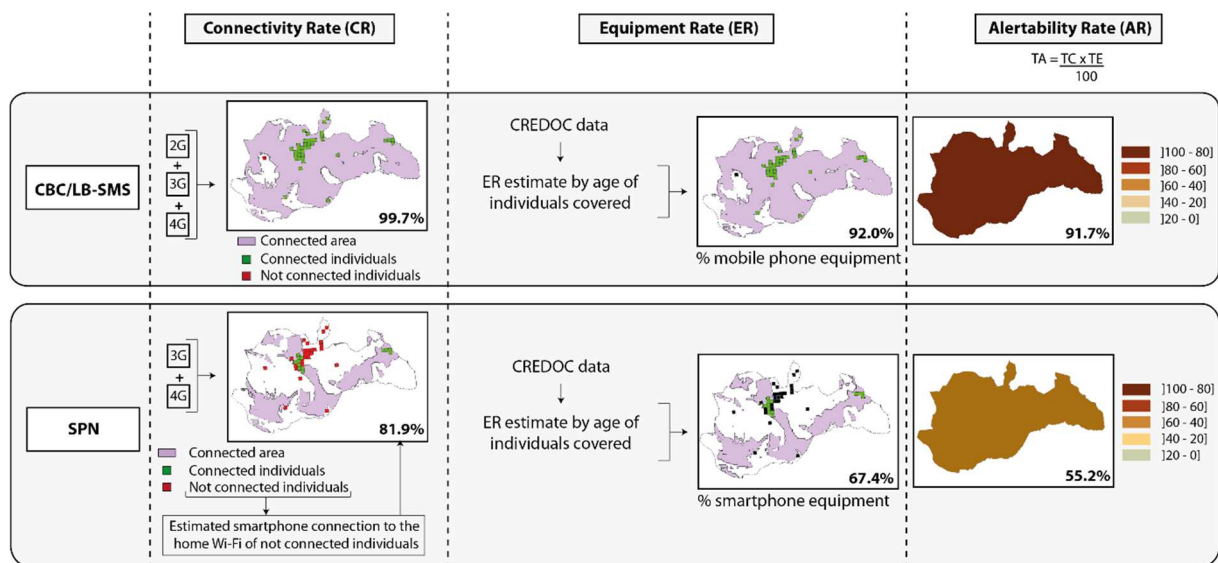 Connectivity Rate (CR)
Equipment Rate (ER)
Alertability Rate (AR)
TA = TC x TE
100
CBC/LB-SMS
2G
+
3G
+
4G
99.7%
Connected area
Connected individuals
Not connected individuals
CREDOC data
ER estimate by age of
individuals covered
92.0%
% mobile phone equipment
91.7%
]100 - 80]
]80 - 60]
]60 - 40]
]40 - 20]
]20 - 0]
SPN
3G
+
4G
81.9%
Connected area
Connected individuals
Not connected individuals
Estimated smartphone connection to the
home Wi-Fi of not connected individuals
CREDOC data
ER estimate by age of
individuals covered
67.4%
% smartphone equipment
55.2%
]100 - 80]
]80 - 60]
]60 - 40]
]40 - 20]
]20 - 0]